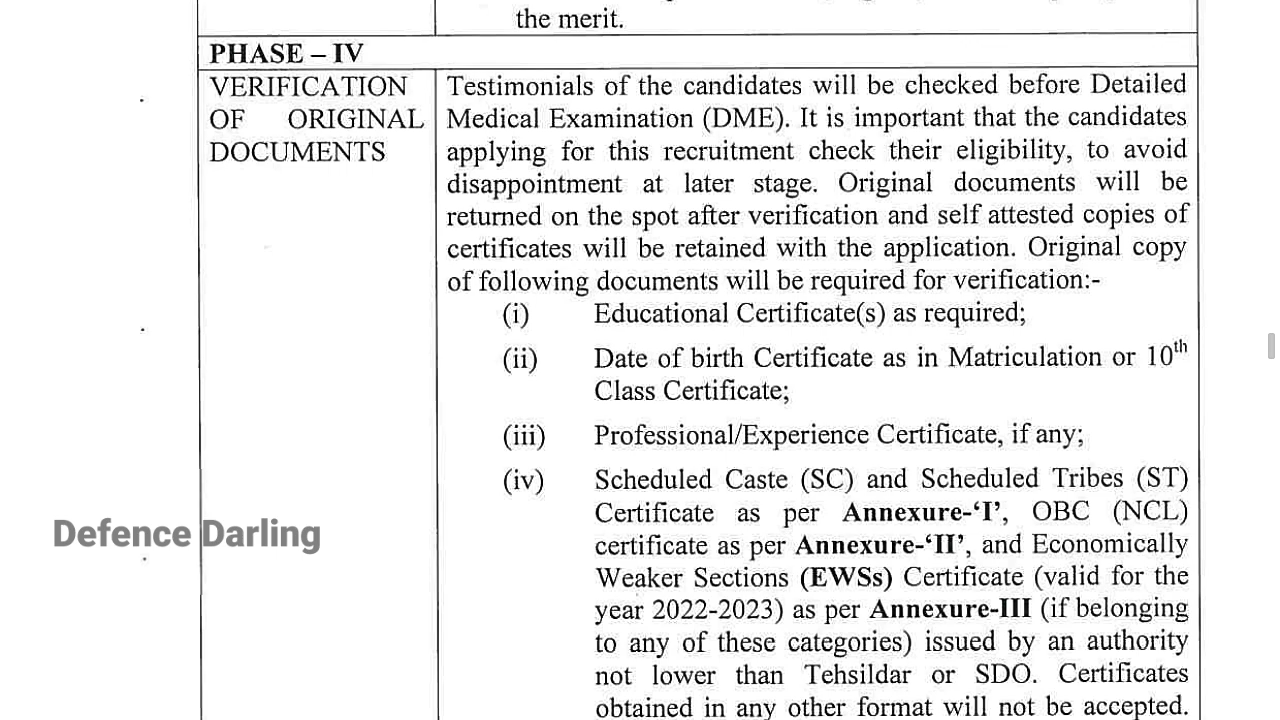 the merit.
PHASE – IV
VERIFICATION
OF ORIGINAL
DOCUMENTS
Testimonials of the candidates will be checked before Detailed
Medical Examination (DME). It is important that the candidates
applying for this recruitment check their eligibility, to avoid
disappointment at later stage. Original documents will be
returned on the spot after verification and self attested copies of
certificates will be retained with the application. Original copy
of following documents will be required for verification:-
(i) Educational Certificate(s) as required;
(ii) Date of birth Certificate as in Matriculation or 10th
Class Certificate;
(iii) Professional/Experience Certificate, if any;
(iv) Scheduled Caste (SC) and Scheduled Tribes (ST)
Certificate as per Annexure-‘I’, OBC (NCL)
certificate as per Annexure-‘II’, and Economically
Weaker Sections (EWSs) Certificate (valid for the
year 2022-2023) as per Annexure-III (if belonging
to any of these categories) issued by an authority
not lower than Tehsildar or SDO. Certificates
obtained in any other format will not be accepted.
Defence Darling